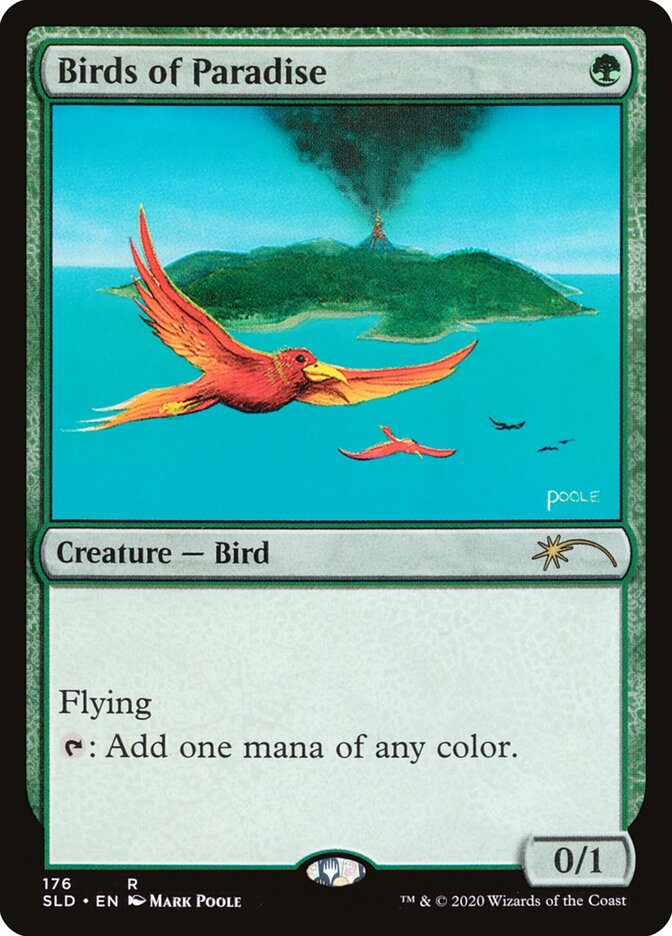 Birds of Paradise
POOLE
Creature — Bird
Flying
: Add one mana of any color.
0/1
176 R
SLD • EN Mark Poole
™ & © 2020 Wizards of the Coast